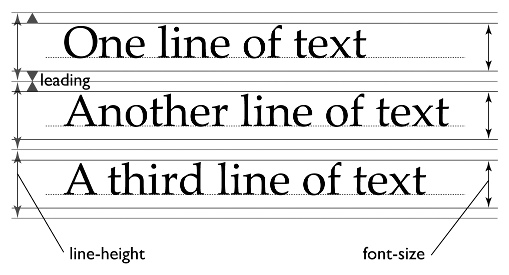 One line of text
leading
Another line of text
A third line of text
line-height
font-size